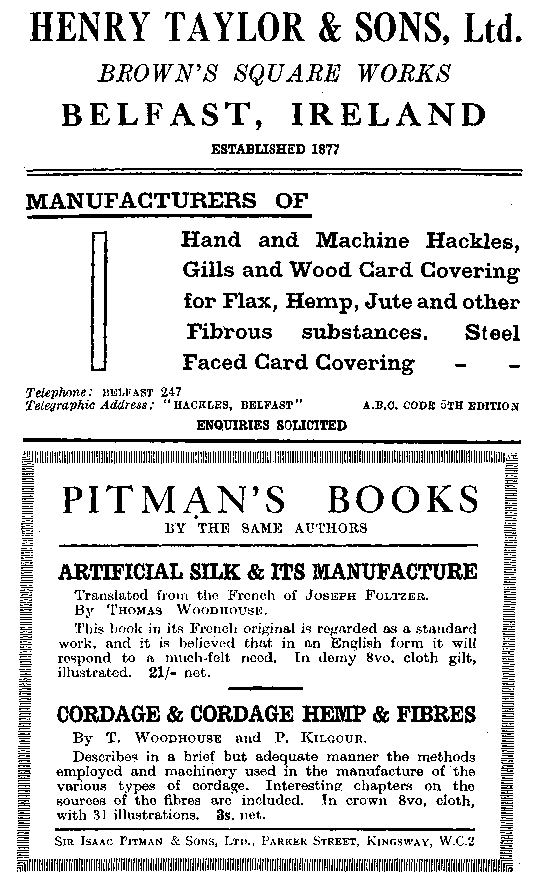 HENRY TAYLOR & SONS, Ltd.
BROWN'S SQUARE WORKS
BELFAST, IRELAND
ESTABLISHED 1877
MANUFACTURERS OF
Hand and Machine Hackles,
Gills and Wood Card Covering
for Flax, Hemp, Jute and other
Fibrous substances. Steel
Faced Card Covering – –
Telephone: BELFAST 247
Telegraphic Address: "HACKLES, BELFAST" A.B.C. CODE 5TH EDITION
ENQUIRIES SOLICITED
PITMAN'S BOOKS
BY THE SAME AUTHORS
ARTIFICIAL SILK & ITS MANUFACTURE
Translated from the French of JOSEPH FOLTZER.
By THOMAS WOODHOUSE.
This book in its French original is regarded as a standard
work, and it is believed that in an English form it will
respond to a much-felt need. In demy 8vo, cloth gilt,
illustrated. 21/- net.
CORDAGE & CORDAGE HEMP & FIBRES
By T. WOODHOUSE and P. KILGOUR.
Describes in a brief but adequate manner the methods
employed and machinery used in the manufacture of the
various types of cordage. Interesting chapters on the
sources of the fibres are included. In crown 8vo, cloth,
with 31 illustrations. 3s. net.
SIR ISAAC PITMAN & SONS, LTD., PARKER STREET, KINGSWAY, W.C.2